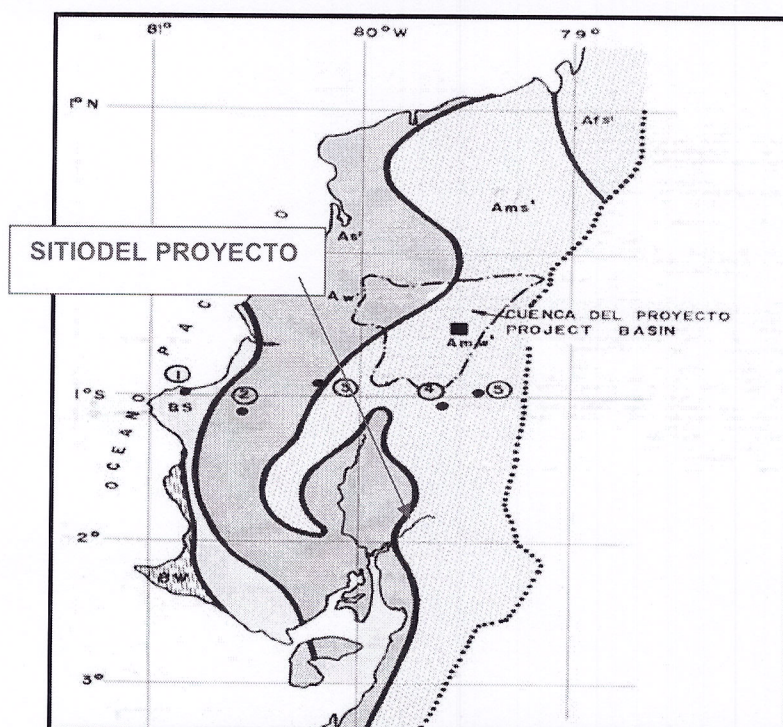 81°
80°W
79°
1°N
Afs'
Ams'
As'
SITIODEL PROYECTO
Aw
CUENCA DEL PROYECTO
PROJECT BASIN
Amw'
OCEANO PAC
1
1°S
BS
2
3
4
5
2°
BW
3°